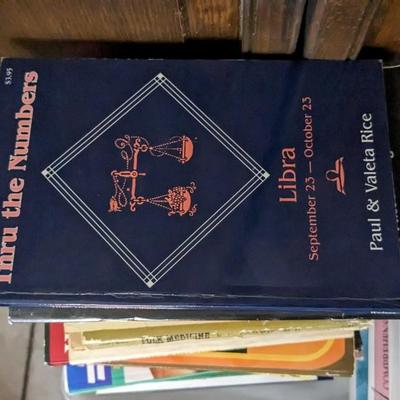 $3.95
Thru the Numbers
Libra
September 23 — October 23
Paul & Valeta Rice
FOLK MEDICINE